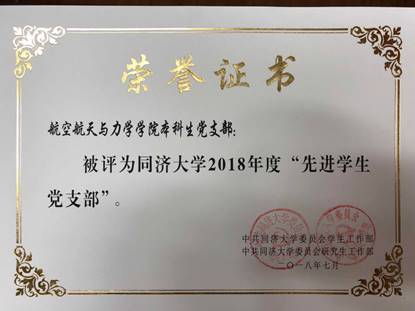 荣誉证书
航空航天与力学学院本科生党支部：
被评为同济大学2018年度“先进学生
党支部”。
中共同济大学委员会学生工作部
中共同济大学委员会研究生工作部
二〇一八年七月